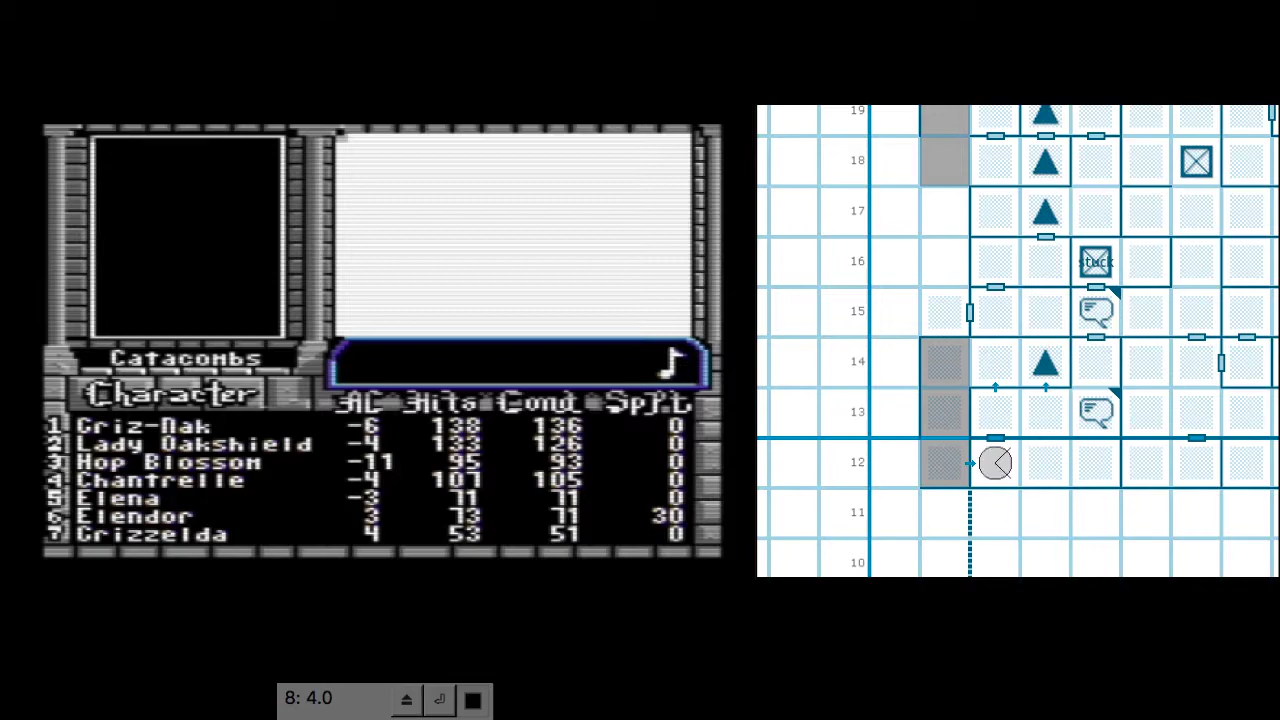 Catacombs
Character AC Hits Cond SpPt
1 Criz-Nak -6 138 136 0
2 Lady Oakshield -4 133 126 0
3 Hop Blossom -11 95 93 0
4 Chantrelle -4 107 105 0
5 Elena -3 71 71 0
6 Elendor 3 73 71 30
7 Grizzelda 4 53 51 0
19
18
17
16 stuck
15
14
13
12
11
10
8: 4.0